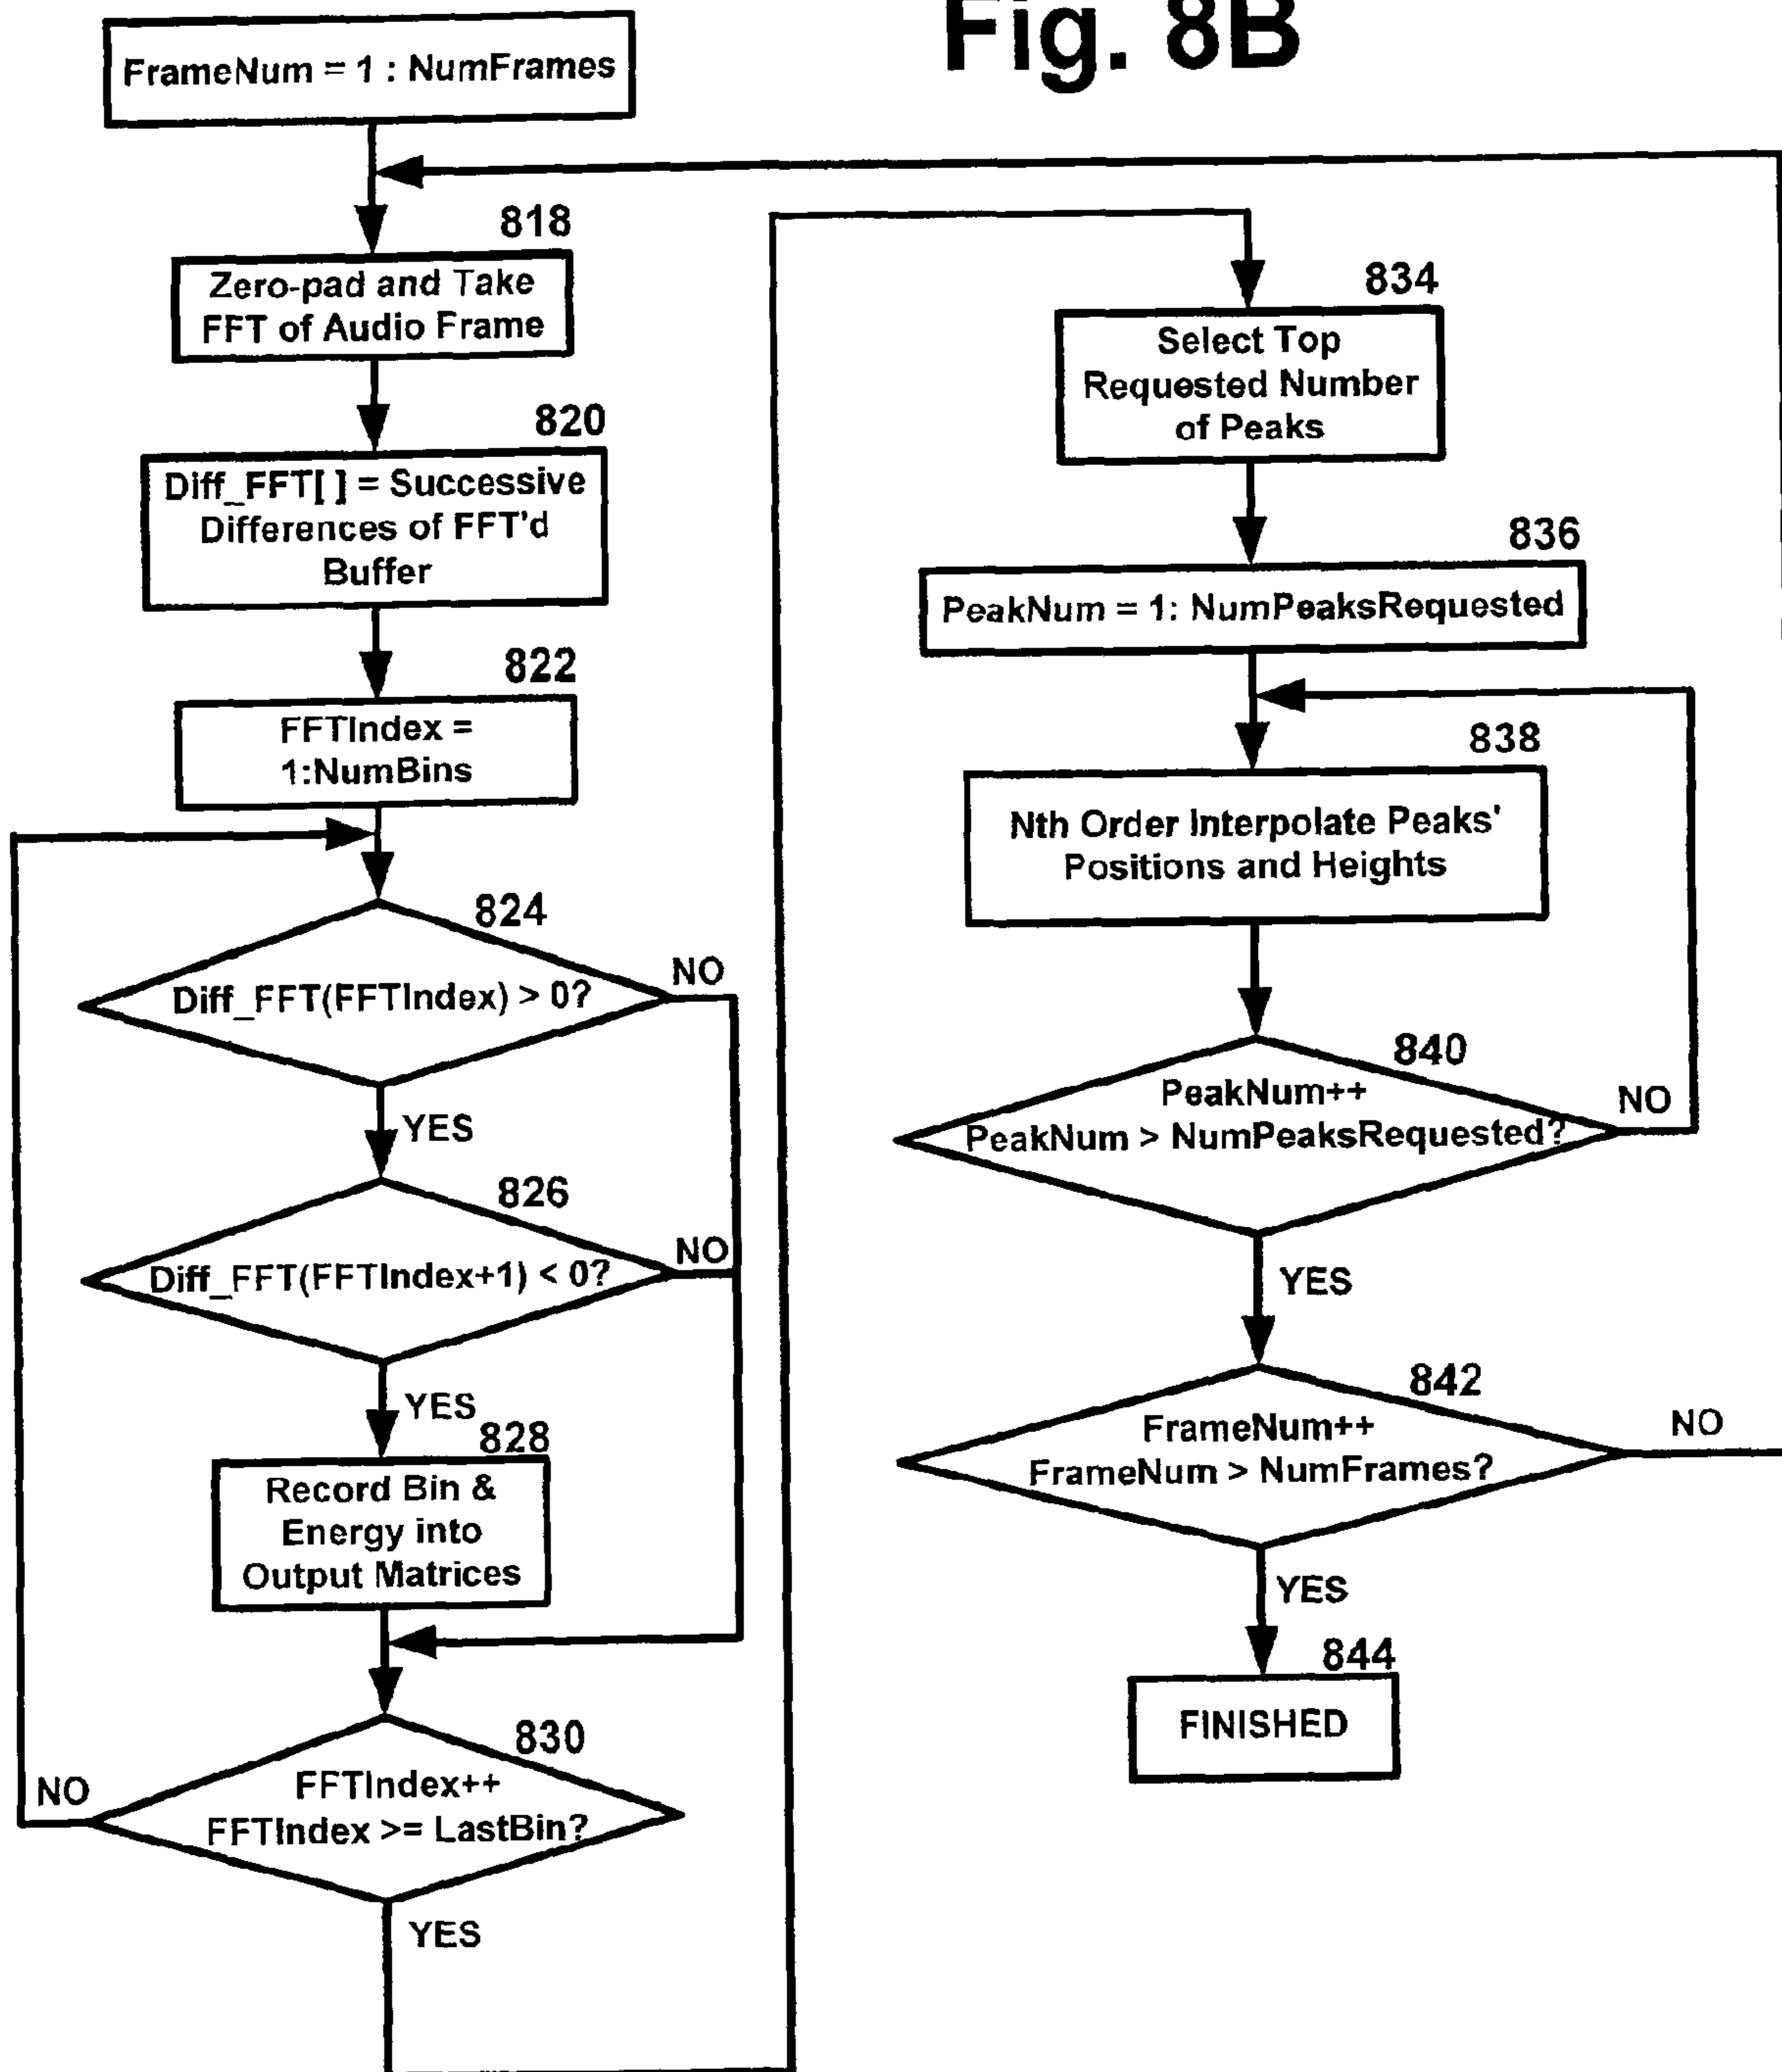 Fig. 8B
FrameNum = 1 : NumFrames
818
Zero-pad and Take
FFT of Audio Frame
820
Diff_FFT[ ] = Successive
Differences of FFT'd
Buffer
822
FFTIndex =
1:NumBins
824
Diff_FFT(FFTIndex) > 0?
NO
YES
826
Diff_FFT(FFTIndex+1) < 0?
NO
YES
828
Record Bin &
Energy into
Output Matrices
830
FFTIndex++
FFTIndex >= LastBin?
NO
YES
834
Select Top
Requested Number
of Peaks
836
PeakNum = 1: NumPeaksRequested
838
Nth Order Interpolate Peaks'
Positions and Heights
840
PeakNum++
PeakNum > NumPeaksRequested?
NO
YES
842
FrameNum++
FrameNum > NumFrames?
NO
YES
844
FINISHED